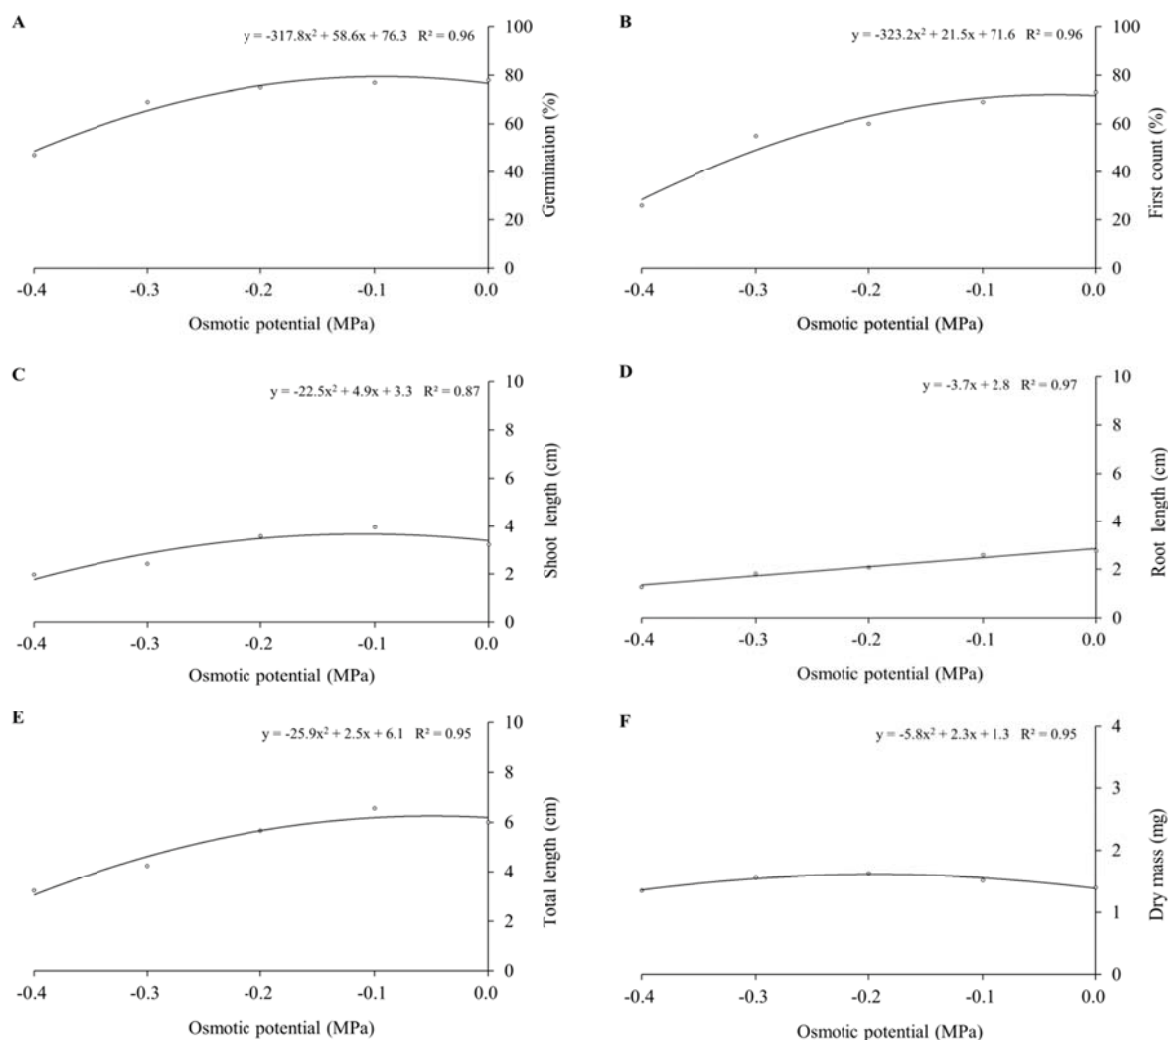 A
y = -317.8x² + 58.6x + 76.3 R² = 0.96
100
80
60
40
20
0
Germination (%)
-0.4 -0.3 -0.2 -0.1 0.0
Osmotic potential (MPa)
B
y = -323.2x² + 21.5x + 71.6 R² = 0.96
100
80
60
40
20
0
First count (%)
-0.4 -0.3 -0.2 -0.1 0.0
Osmotic potential (MPa)
C
y = -22.5x² + 4.9x + 3.3 R² = 0.87
10
8
6
4
2
0
Shoot length (cm)
-0.4 -0.3 -0.2 -0.1 0.0
Osmotic potential (MPa)
D
y = -3.7x + 2.8 R² = 0.97
10
8
6
4
2
0
Root length (cm)
-0.4 -0.3 -0.2 -0.1 0.0
Osmotic potential (MPa)
E
y = -25.9x² + 2.5x + 6.1 R² = 0.95
10
8
6
4
2
0
Total length (cm)
-0.4 -0.3 -0.2 -0.1 0.0
Osmotic potential (MPa)
F
y = -5.8x² + 2.3x + 1.3 R² = 0.95
4
3
2
1
0
Dry mass (mg)
-0.4 -0.3 -0.2 -0.1 0.0
Osmotic potential (MPa)